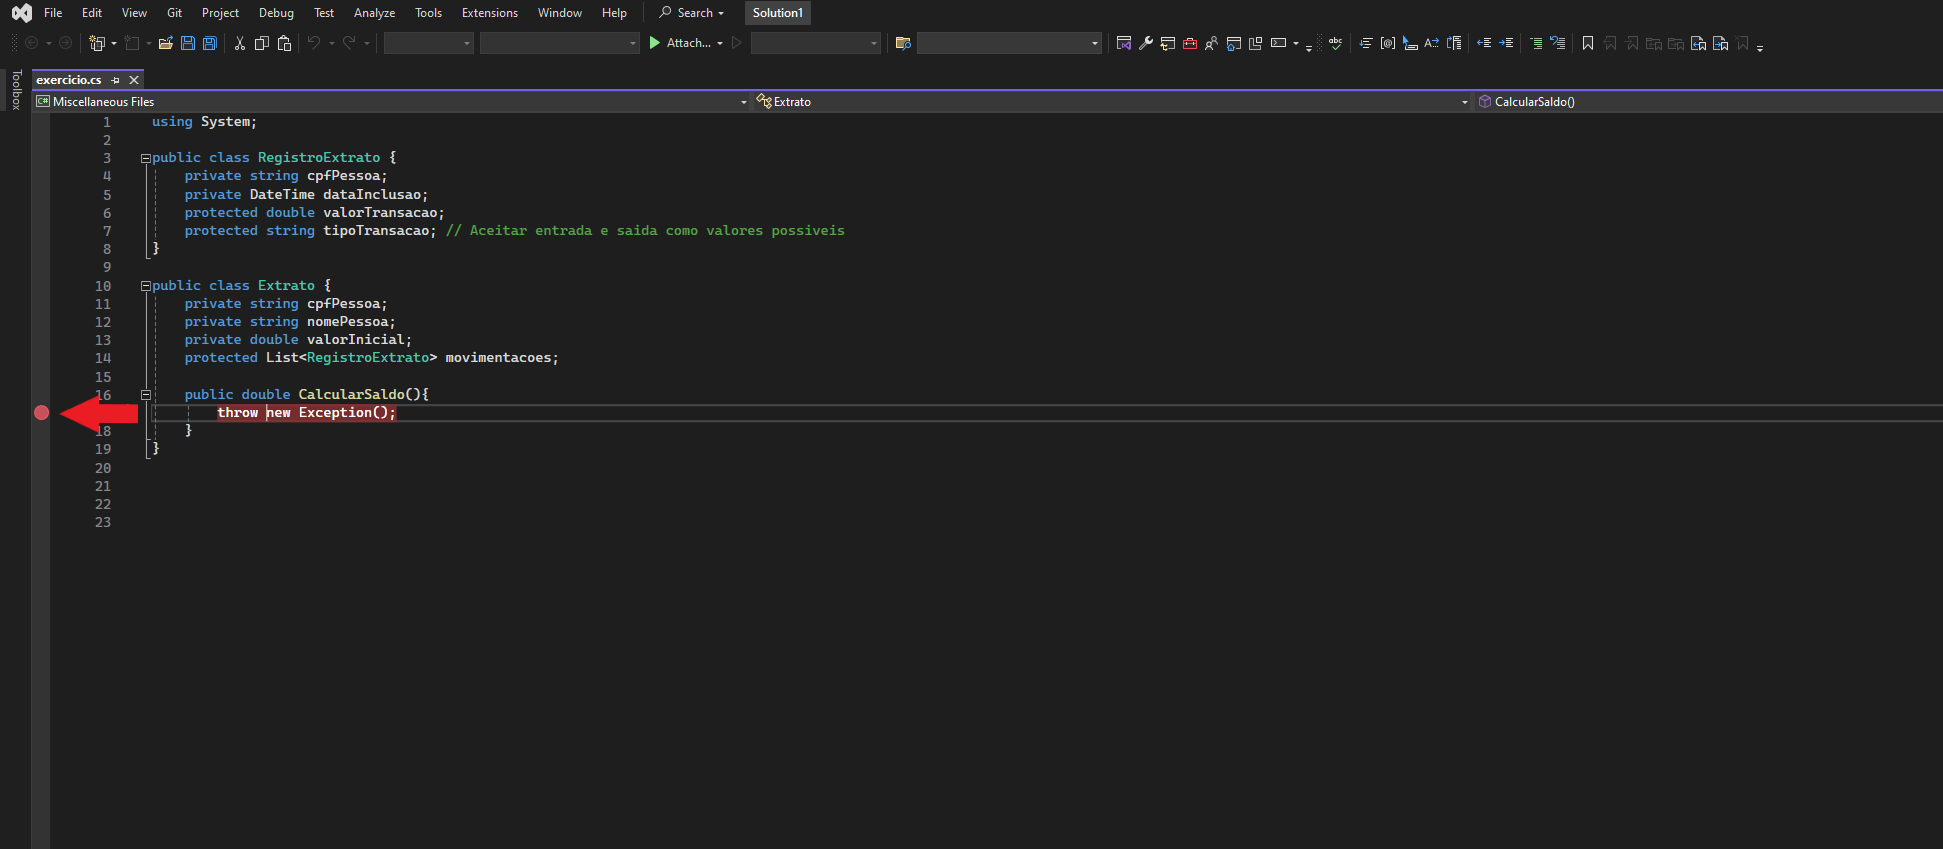 File Edit View Git Project Debug Test Analyze Tools Extensions Window Help Search Solution1
Attach...
Toolbox
exercicio.cs
C# Miscellaneous Files Extrato CalcularSaldo()
1 using System;
2
3 public class RegistroExtrato {
4 private string cpfPessoa;
5 private DateTime dataInclusao;
6 protected double valorTransacao;
7 protected string tipoTransacao; // Aceitar entrada e saida como valores possiveis
8 }
9
10 public class Extrato {
11 private string cpfPessoa;
12 private string nomePessoa;
13 private double valorInicial;
14 protected List<RegistroExtrato> movimentacoes;
15
16 public double CalcularSaldo(){
throw new Exception();
18 }
19 }
20
21
22
23